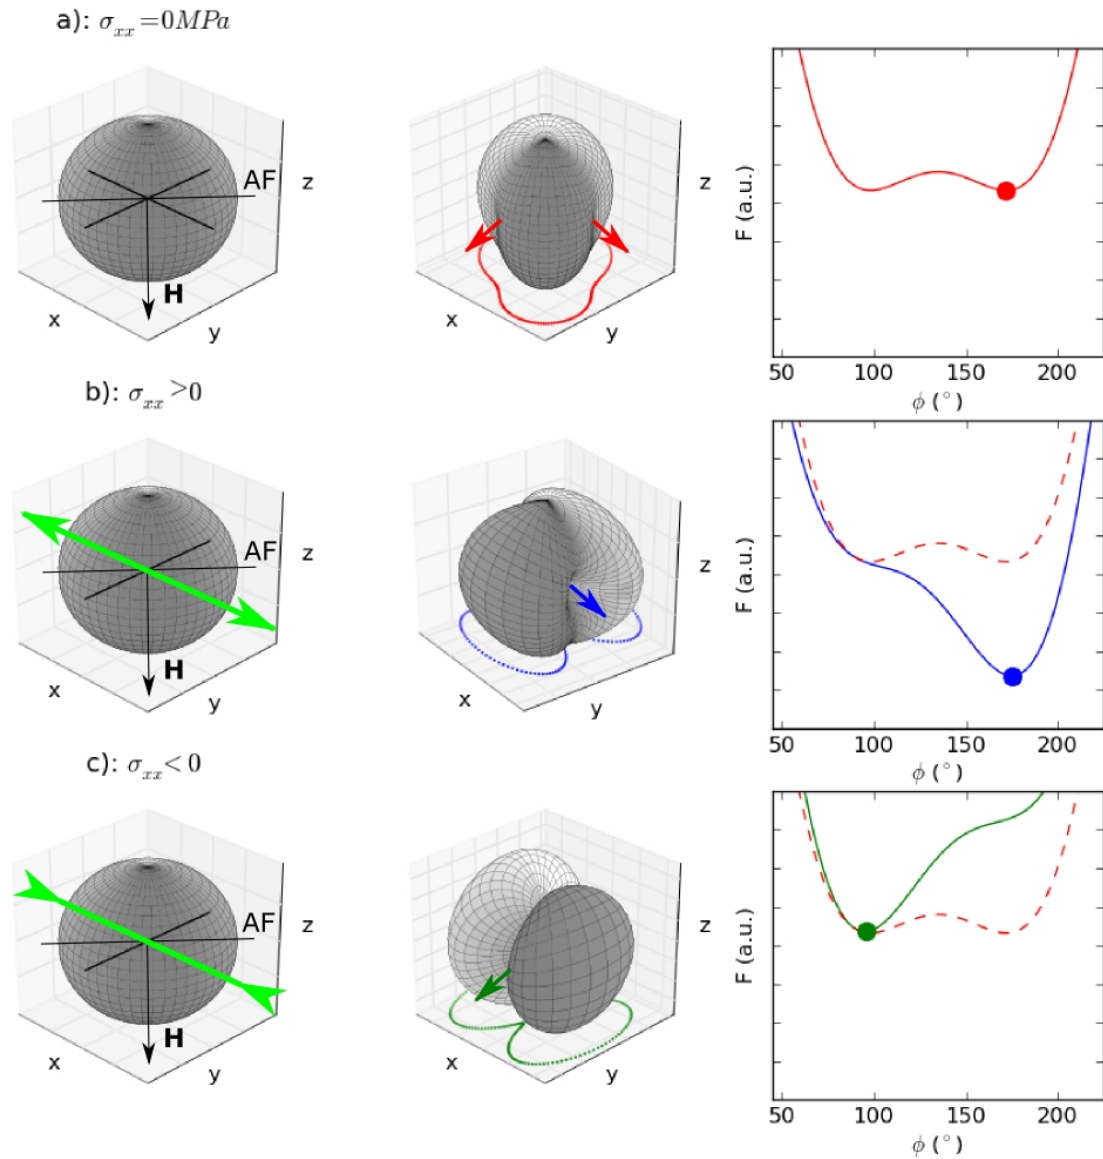 a): σxx=0MPa
AF
z
H
x
y
z
x
y
F (a.u.)
50 100 150 200
ϕ (°)
b): σxx>0
AF
z
H
x
y
z
x
y
F (a.u.)
50 100 150 200
ϕ (°)
c): σxx<0
AF
z
H
x
y
z
x
y
F (a.u.)
50 100 150 200
ϕ (°)